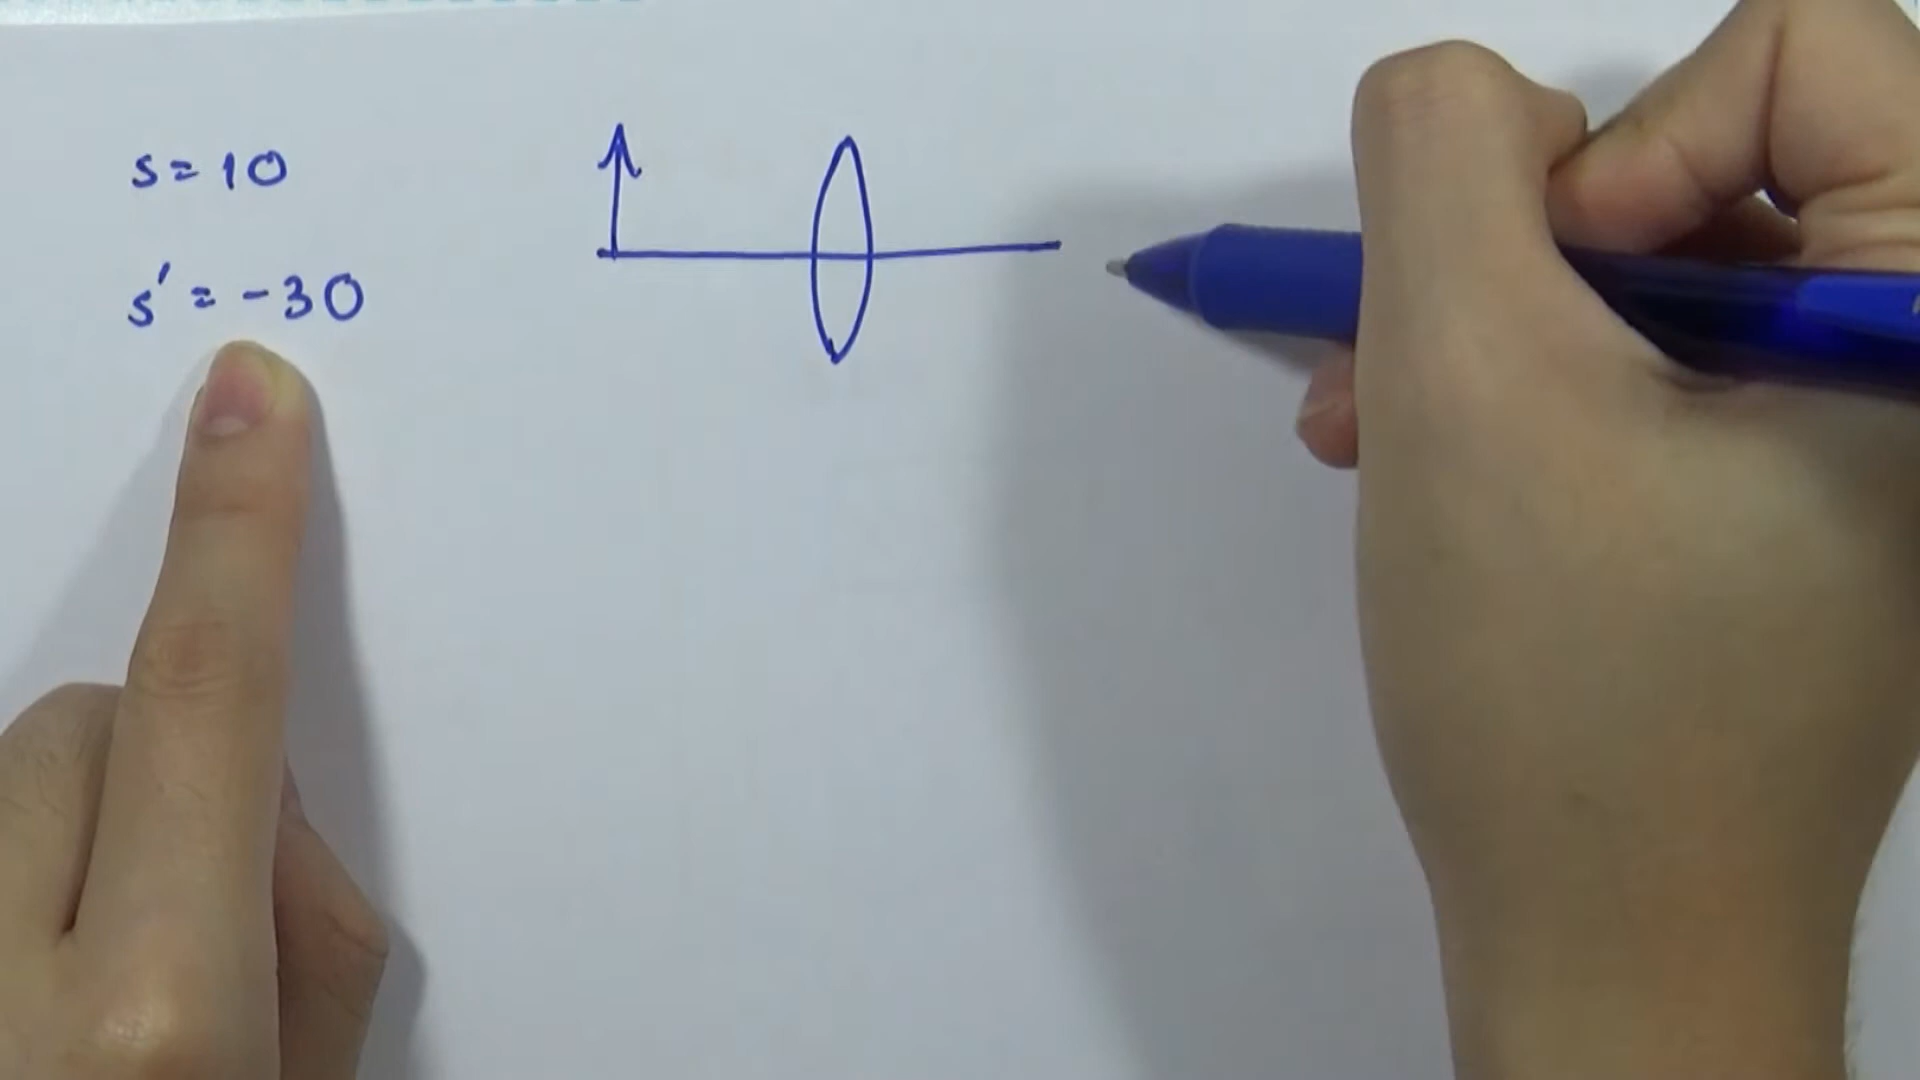 s = 10
s' = -30